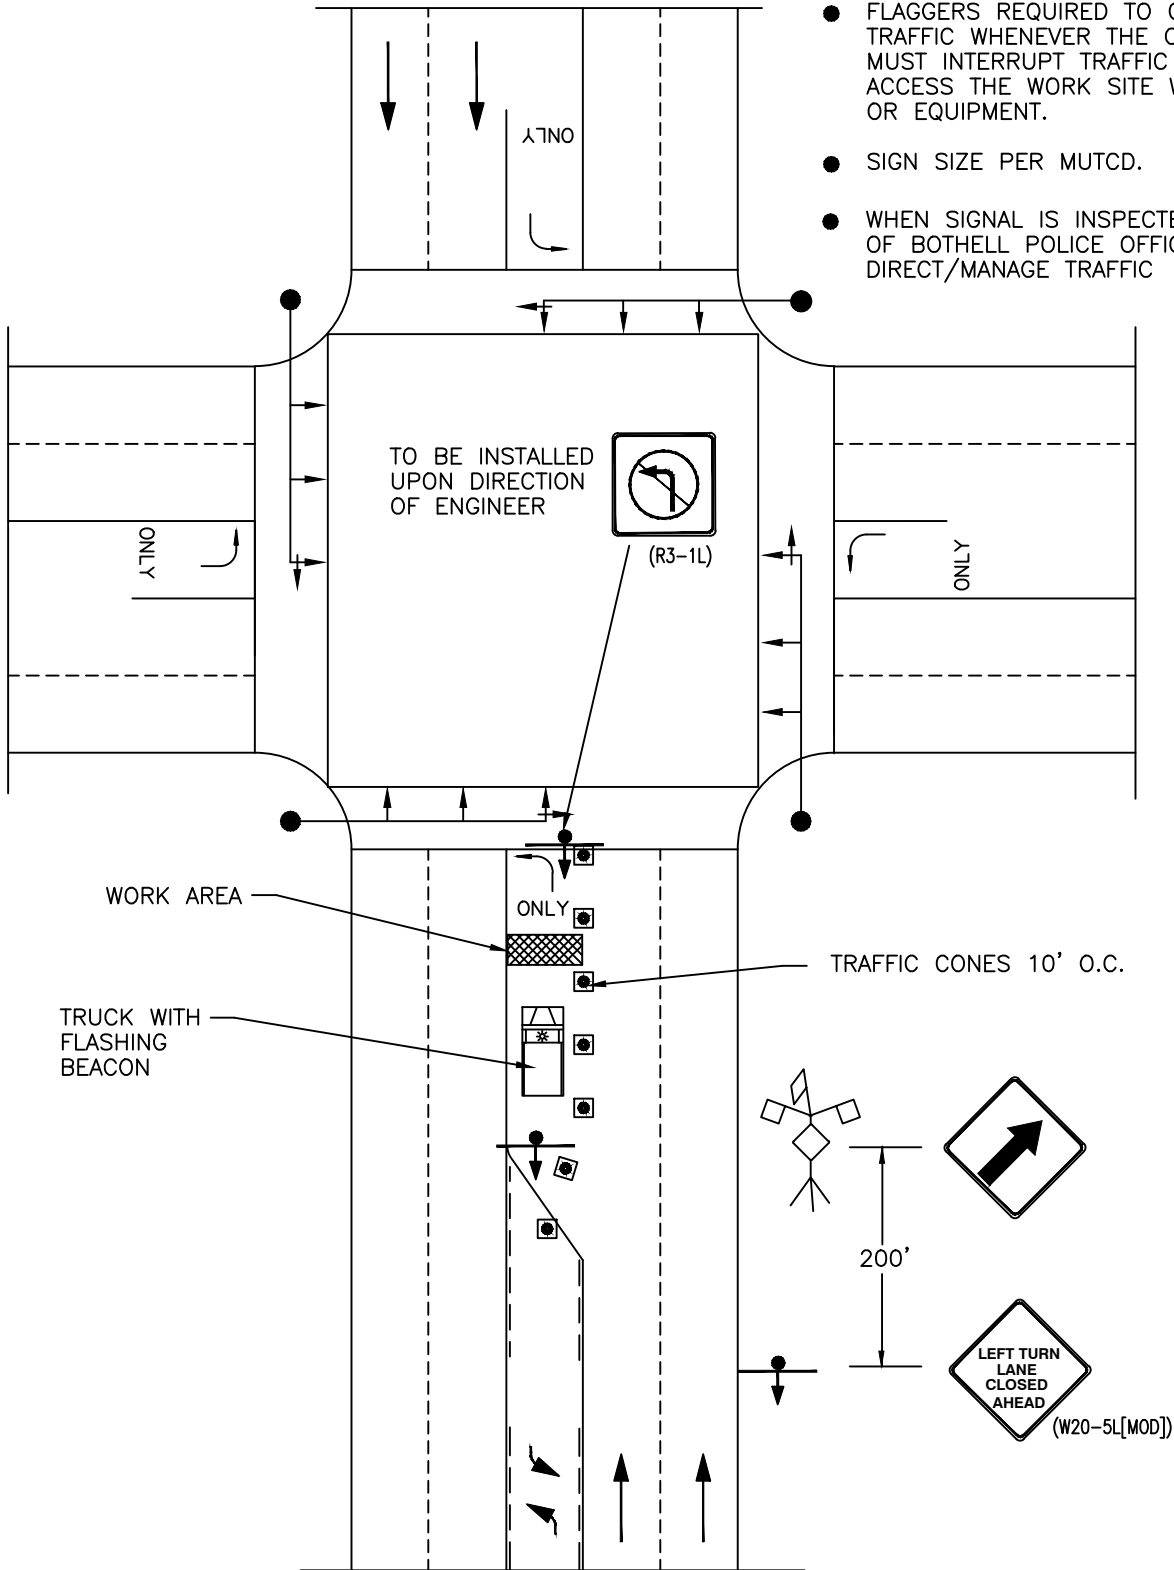 FLAGGERS REQUIRED TO
TRAFFIC WHENEVER THE
MUST INTERRUPT TRAFFIC
ACCESS THE WORK SITE
OR EQUIPMENT.
SIGN SIZE PER MUTCD.
WHEN SIGNAL IS
OF BOTHELL POLICE
DIRECT/MANAGE TRAFFIC
ONLY
TO BE INSTALLED
UPON DIRECTION
OF ENGINEER
(R3-1L)
ONLY
ONLY
WORK AREA
ONLY
TRAFFIC CONES 10' O.C.
TRUCK WITH
FLASHING
BEACON
200'
LEFT TURN
LANE
CLOSED
AHEAD
(W20-5L[MOD])